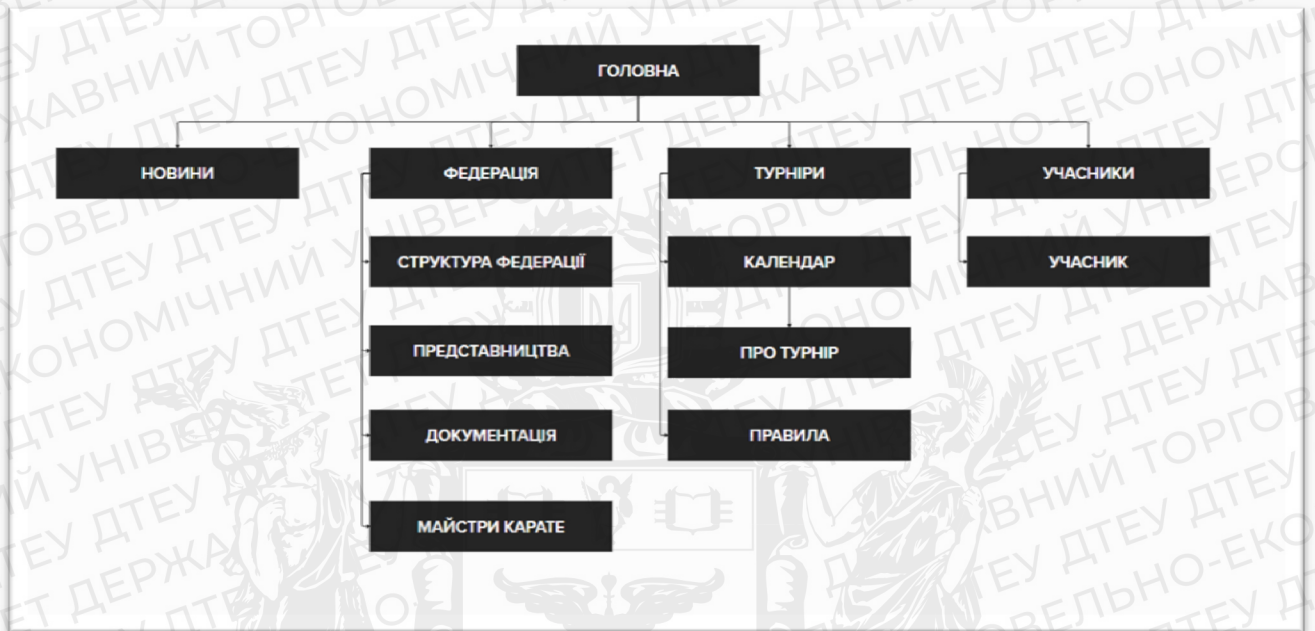 ГОЛОВНА
НОВИНИ
ФЕДЕРАЦІЯ
ТУРНІРИ
УЧАСНИКИ
СТРУКТУРА ФЕДЕРАЦІЇ
КАЛЕНДАР
УЧАСНИК
ПРЕДСТАВНИЦТВА
ПРО ТУРНІР
ДОКУМЕНТАЦІЯ
ПРАВИЛА
МАЙСТРИ КАРАТЕ